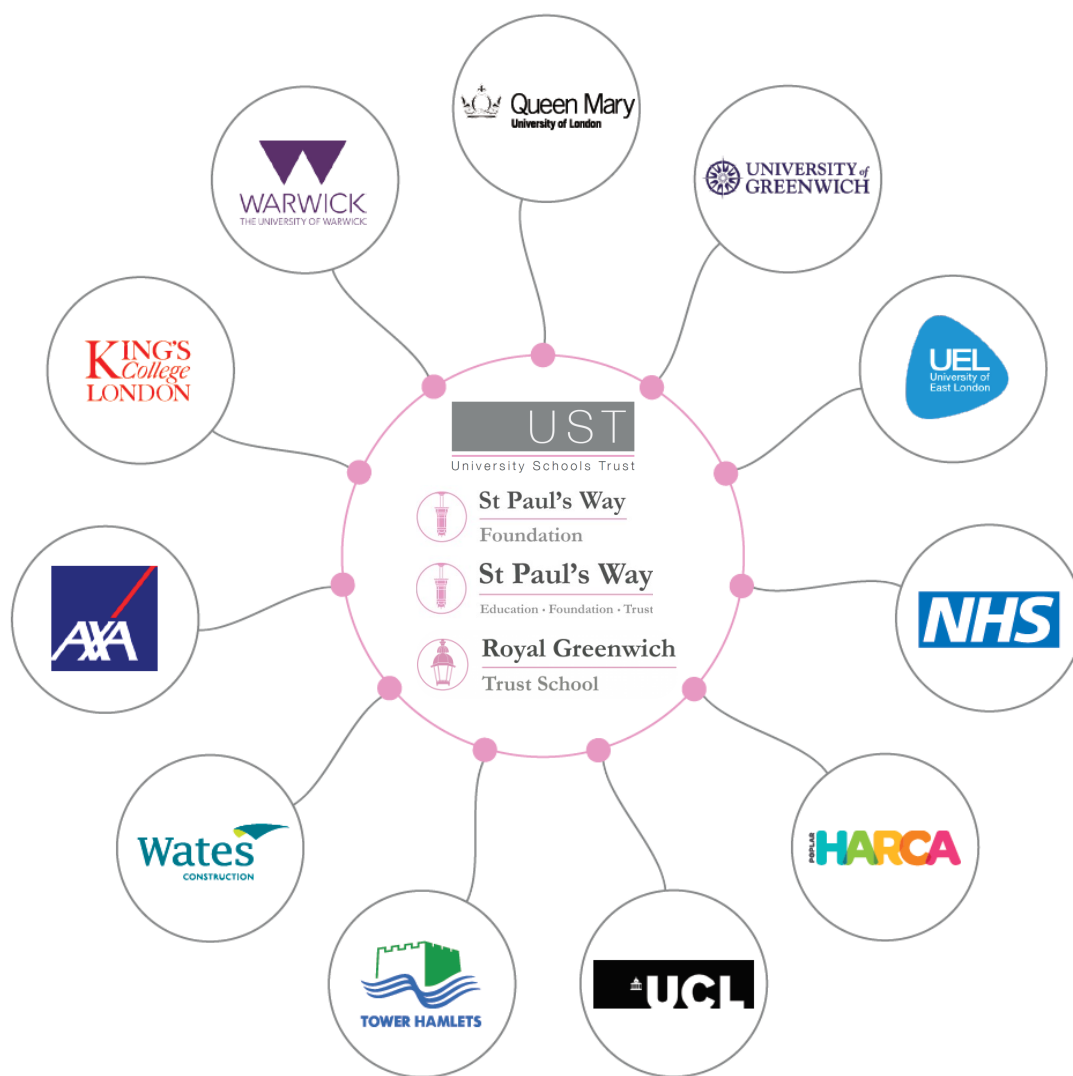 Queen Mary
University of London
WARWICK
THE UNIVERSITY OF WARWICK
UNIVERSITY of
GREENWICH
KING'S
College
LONDON
UEL
University of
East London
UST
University Schools Trust
St Paul's Way
Foundation
St Paul's Way
Education · Foundation · Trust
Royal Greenwich
Trust School
AXA
NHS
Wates
CONSTRUCTION
POPLAR
HARCA
TOWER HAMLETS
UCL